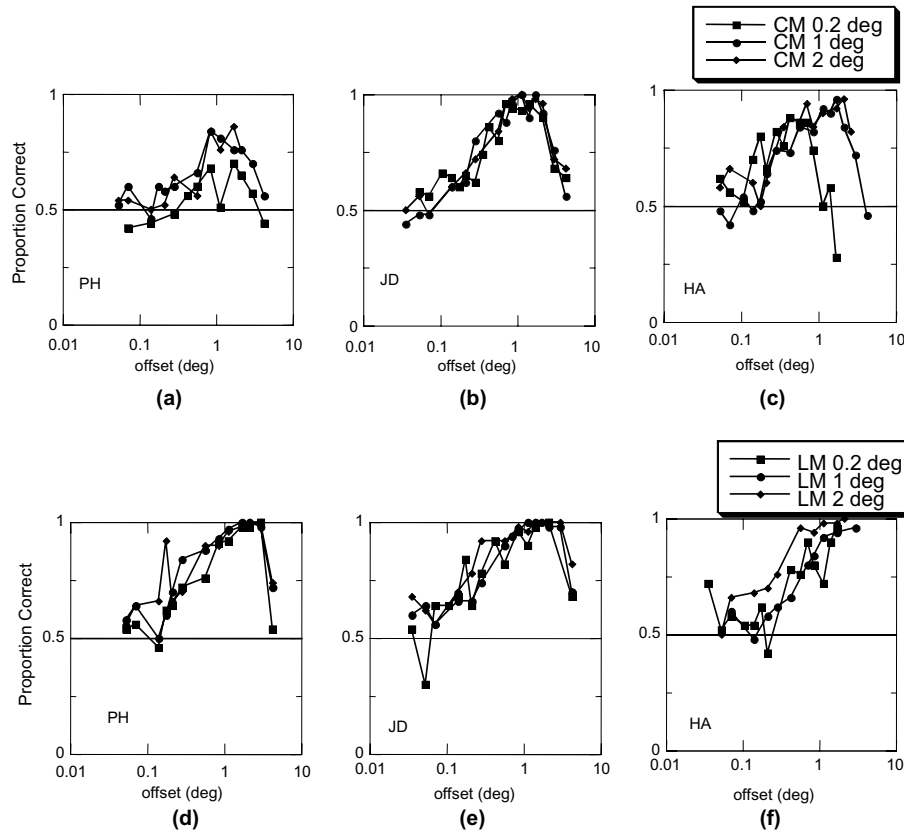 CM 0.2 deg
CM 1 deg
CM 2 deg
Proportion Correct
1
0.5
1
PH
0.01 0.1 1 10
offset (deg)
(a)
1
0.5
1
JD
0.01 0.1 1 10
offset (deg)
(b)
1
0.5
1
HA
0.01 0.1 1 10
offset (deg)
(c)
LM 0.2 deg
LM 1 deg
LM 2 deg
Proportion Correct
1
0.5
0
PH
0.01 0.1 1 10
offset (deg)
(d)
1
0.5
0
JD
0.01 0.1 1 10
offset (deg)
(e)
1
0.5
0
HA
0.01 0.1 1 10
offset (deg)
(f)